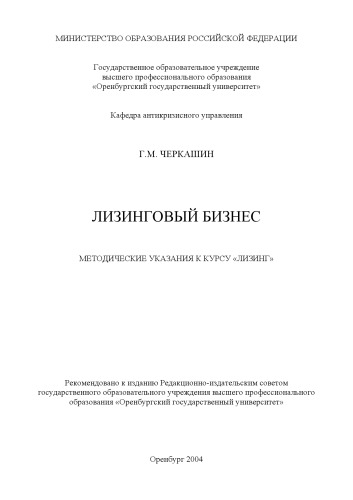 МИНИСТЕРСТВО ОБРАЗОВАНИЯ РОССИЙСКОЙ ФЕДЕРАЦИИ
Государственное образовательное учреждение
высшего профессионального образования
«Оренбургский государственный университет»
Кафедра антикризисного управления
Г.М. ЧЕРКАШИН
ЛИЗИНГОВЫЙ БИЗНЕС
МЕТОДИЧЕСКИЕ УКАЗАНИЯ К КУРСУ «ЛИЗИНГ»
Рекомендовано к изданию Редакционно-издательским советом
государственного образовательного учреждения высшего профессионального
образования «Оренбургский государственный университет»
Оренбург 2004